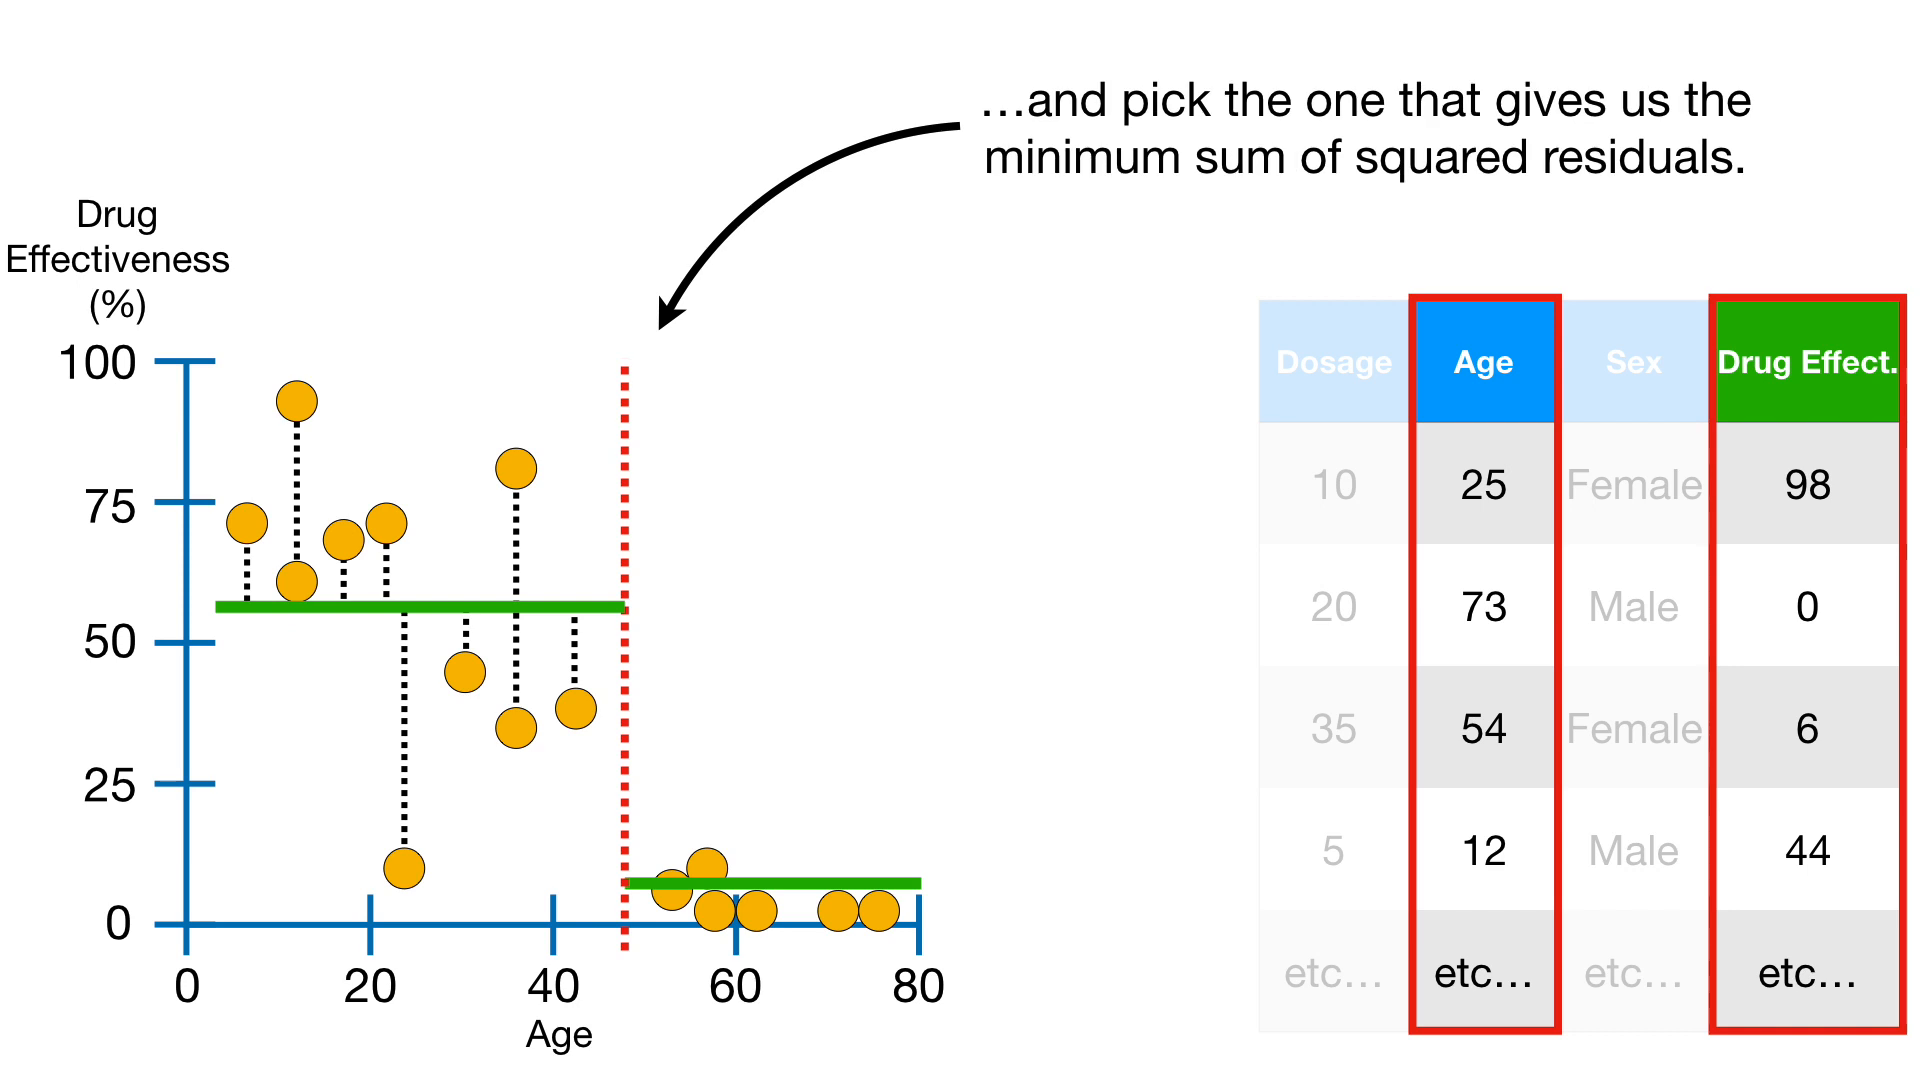 …and pick the one that gives us the
minimum sum of squared residuals.
Drug
Effectiveness
(%)
100
75
50
25
0
0 20 40 60 80
Age
Dosage Age Sex Drug Effect.
10 25 Female 98
20 73 Male 0
35 54 Female 6
5 12 Male 44
etc… etc… etc… etc…